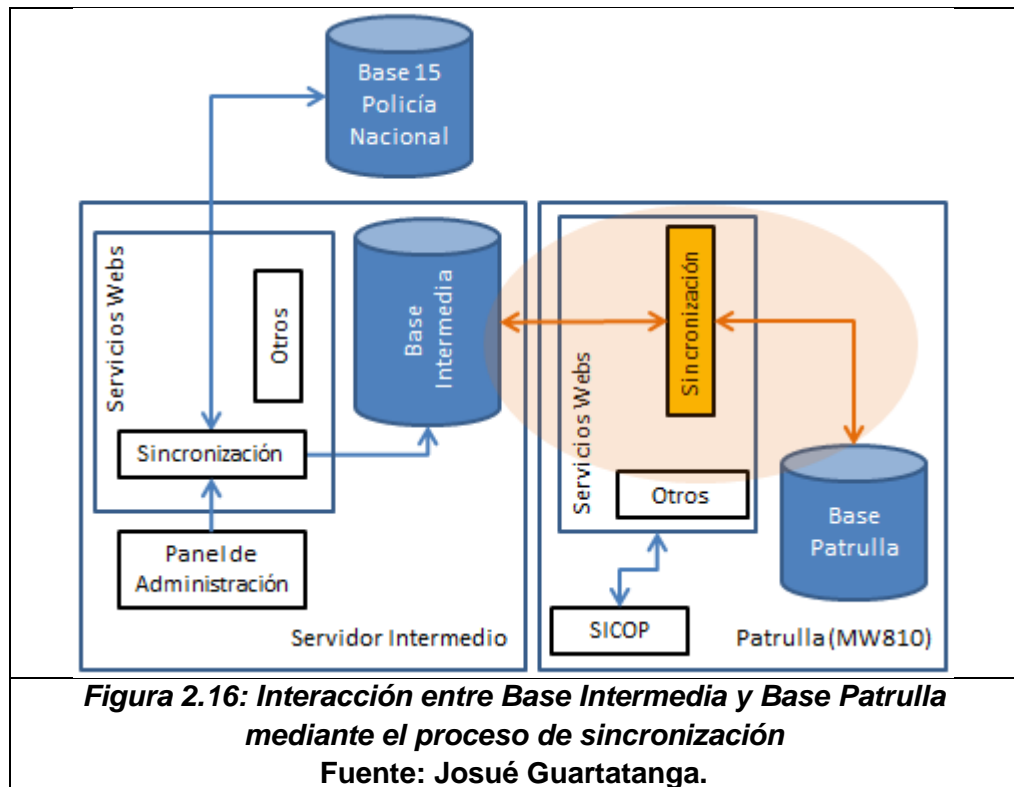 Base 15
Policía
Nacional
Servicios Webs
Otros
Base
Intermedia
Sincronización
Panel de
Administración
Servidor Intermedio
Servicios Webs
Sincronización
Otros
Base
Patrulla
SICOP
Patrulla (MW810)
Figura 2.16: Interacción entre Base Intermedia y Base Patrulla
mediante el proceso de sincronización
Fuente: Josué Guartatanga.